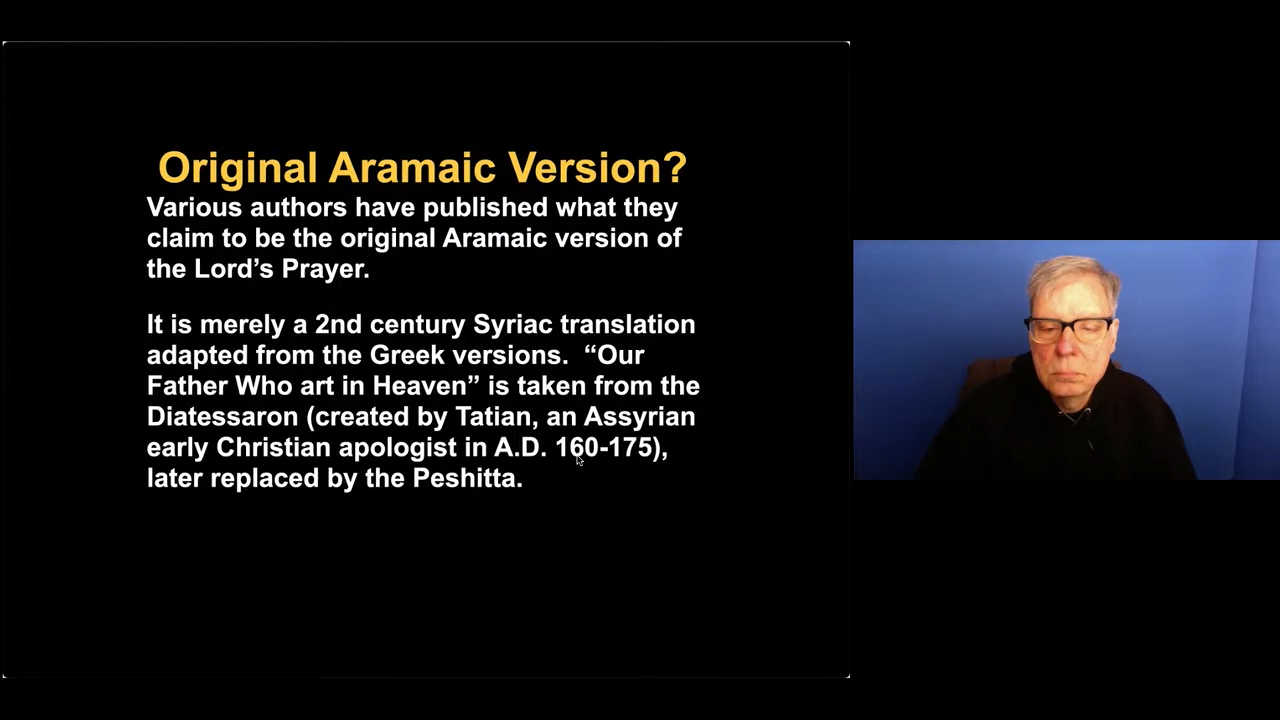 Original Aramaic Version?
Various authors have published what they
claim to be the original Aramaic version of
the Lord’s Prayer.
It is merely a 2nd century Syriac translation
adapted from the Greek versions.  “Our
Father Who art in Heaven” is taken from the
Diatessaron (created by Tatian, an Assyrian
early Christian apologist in A.D. 160-175),
later replaced by the Peshitta.